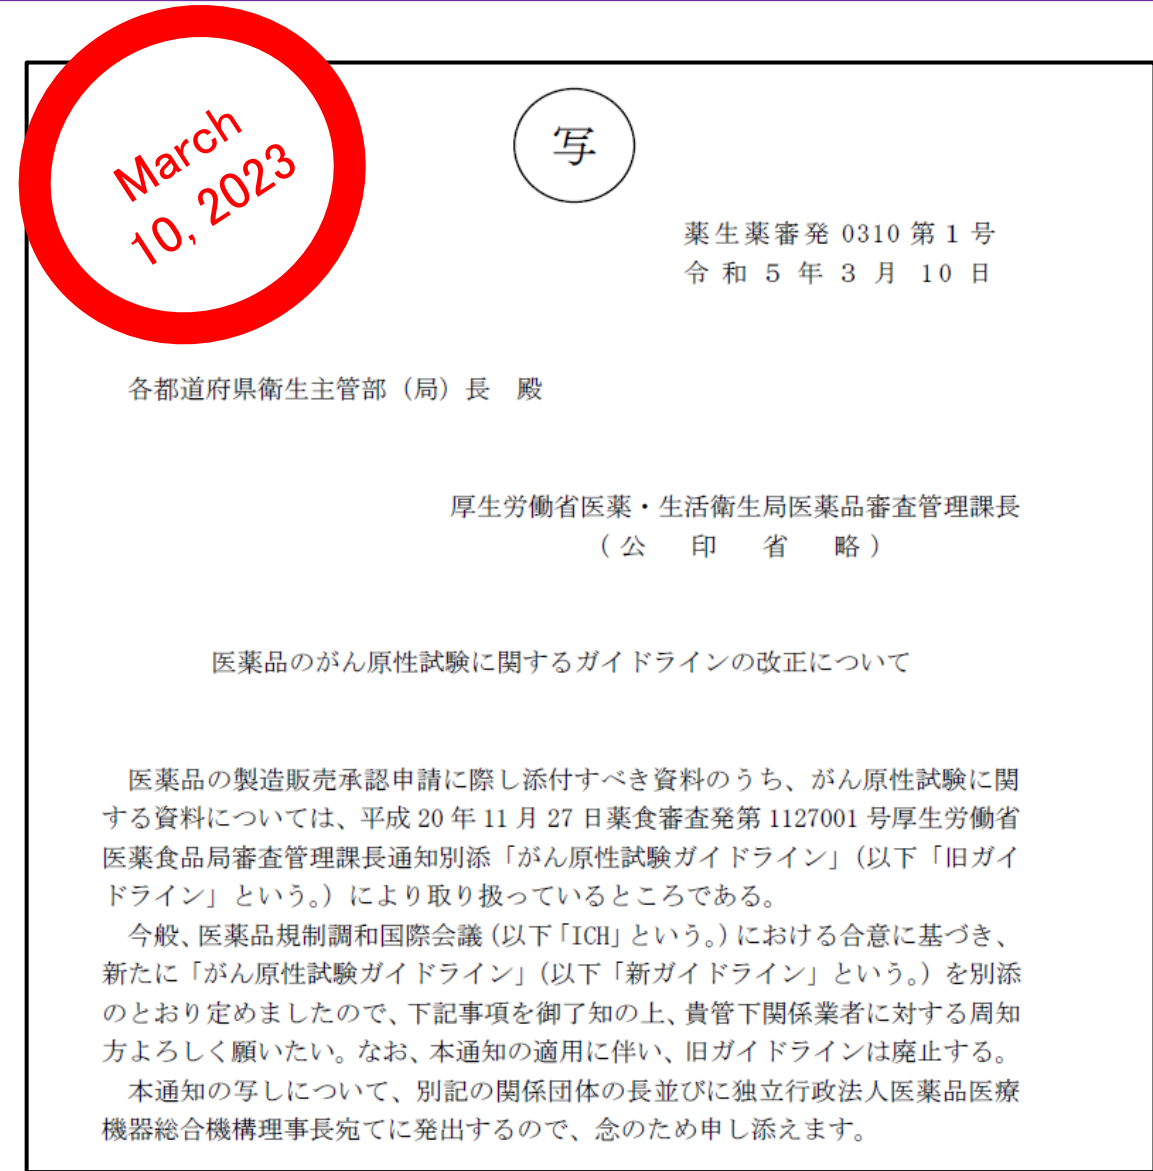 March
10, 2023
写
薬生薬審発 0310 第 1 号
令 和 5 年 3 月 10 日
各都道府県衛生主管部（局）長　殿
厚生労働省医薬・生活衛生局医薬品審査管理課長
（ 公　印　省　略 ）
医薬品のがん原性試験に関するガイドラインの改正について
医薬品の製造販売承認申請に際し添付すべき資料のうち、がん原性試験に関
する資料については、平成 20 年 11 月 27 日薬食審査発第 1127001 号厚生労働省
医薬食品局審査管理課長通知別添「がん原性試験ガイドライン」（以下「旧ガイ
ドライン」という。）により取り扱っているところである。
今般、医薬品規制調和国際会議（以下「ICH」という。）における合意に基づき、
新たに「がん原性試験ガイドライン」（以下「新ガイドライン」という。）を別添
のとおり定めましたので、下記事項を御了知の上、貴管下関係業者に対する周知
方よろしく願いたい。なお、本通知の適用に伴い、旧ガイドラインは廃止する。
本通知の写しについて、別記の関係団体の長並びに独立行政法人医薬品医療
機器総合機構理事長宛てに発出するので、念のため申し添えます。